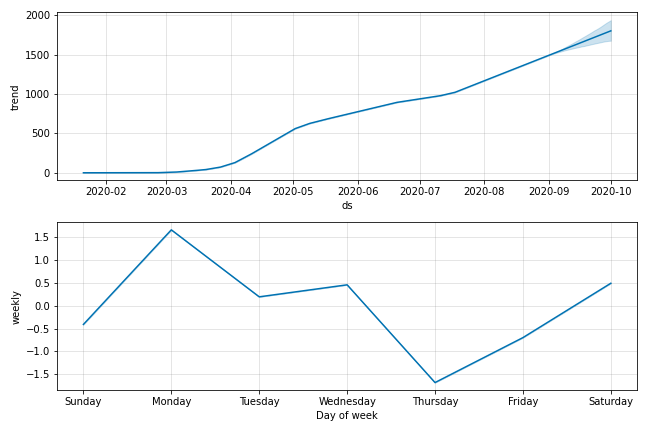 2000
1500
1000
500
0
trend
2020-02 2020-03 2020-04 2020-05 2020-06 2020-07 2020-08 2020-09 2020-10
ds
1.5
1.0
0.5
0.0
−0.5
−1.0
−1.5
weekly
Sunday Monday Tuesday Wednesday Thursday Friday Saturday
Day of week